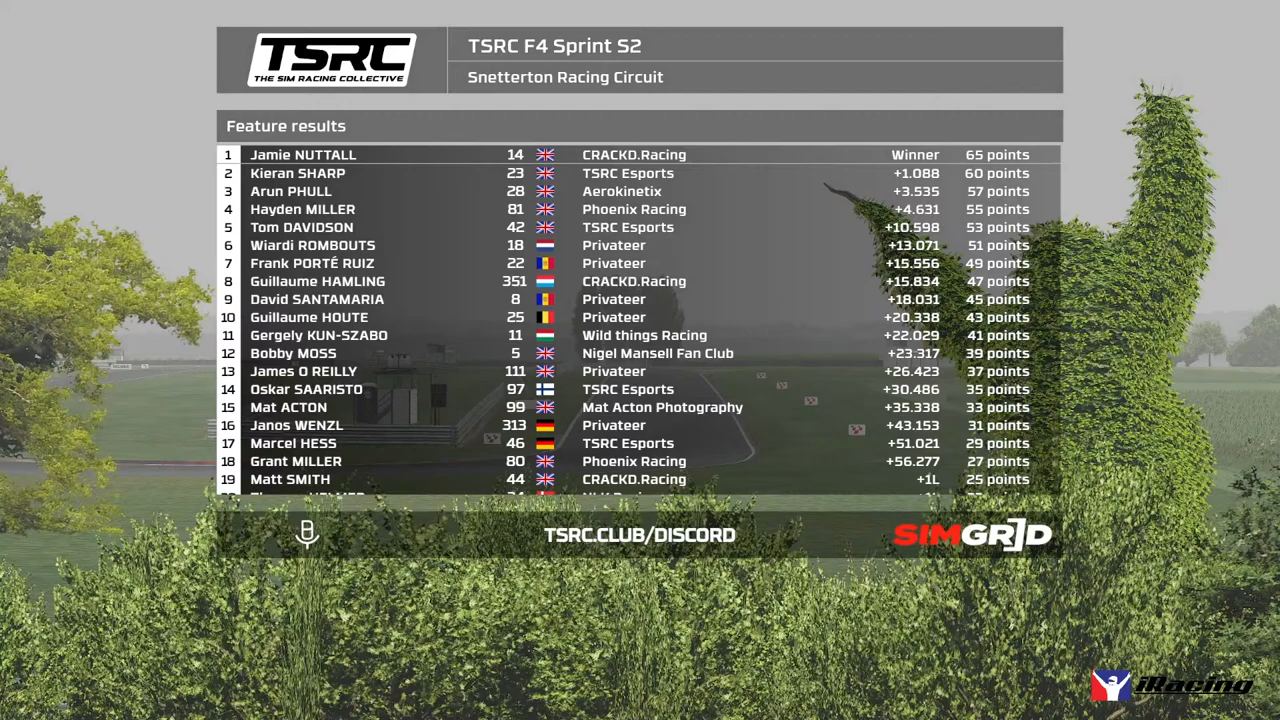 TSRC
THE SIM RACING COLLECTIVE
TSRC F4 Sprint S2
Snetterton Racing Circuit
Feature results
1 Jamie NUTTALL 14 CRACKD.Racing Winner 65 points
2 Kieran SHARP 23 TSRC Esports +1.088 60 points
3 Arun PHULL 28 Aerokinetix +3.535 57 points
4 Hayden MILLER 81 Phoenix Racing +4.631 55 points
5 Tom DAVIDSON 42 TSRC Esports +10.598 53 points
6 Wiardi ROMBOUTS 18 Privateer +13.071 51 points
7 Frank PORTÉ RUIZ 22 Privateer +15.556 49 points
8 Guillaume HAMLING 351 CRACKD.Racing +15.834 47 points
9 David SANTAMARIA 8 Privateer +18.031 45 points
10 Guillaume HOUTE 25 Privateer +20.338 43 points
11 Gergely KUN-SZABO 11 Wild things Racing +22.029 41 points
12 Bobby MOSS 5 Nigel Mansell Fan Club +23.317 39 points
13 James O REILLY 111 Privateer +26.423 37 points
14 Oskar SAARISTO 97 TSRC Esports +30.486 35 points
15 Mat ACTON 99 Mat Acton Photography +35.338 33 points
16 Janos WENZL 313 Privateer +43.153 31 points
17 Marcel HESS 46 TSRC Esports +51.021 29 points
18 Grant MILLER 80 Phoenix Racing +56.277 27 points
19 Matt SMITH 44 CRACKD.Racing +1L 25 points
TSRC.CLUB/DISCORD
SIMGRID
iRacing